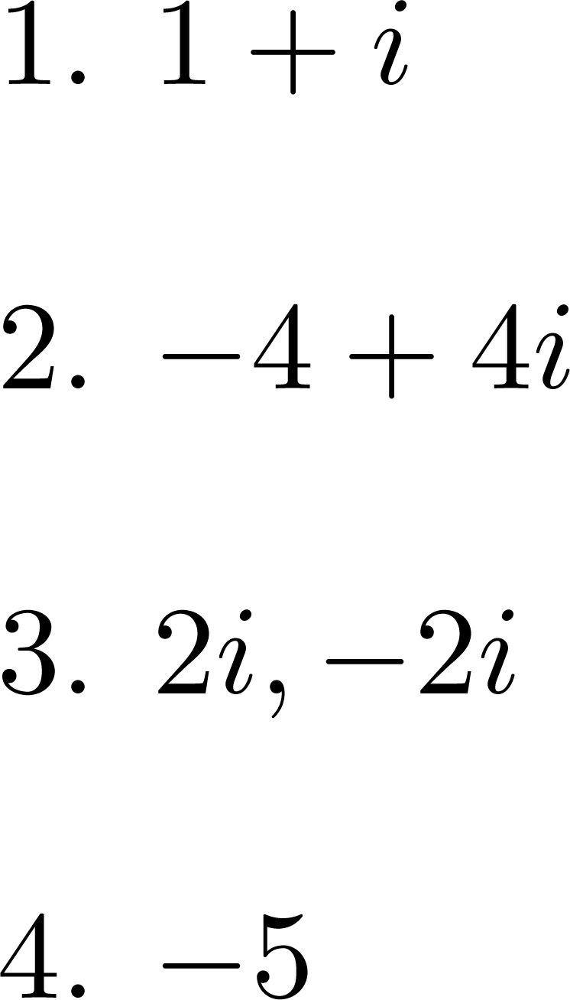 1. 1 + i
2. −4 + 4i
3. 2i, −2i
4. −5